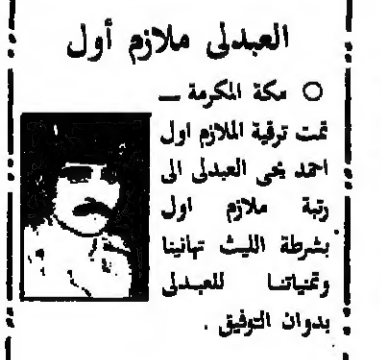 العبدلى ملازم أول
○ مكة المكرمة —
تمت ترقية الملازم اول
احمد يحى العبدلى الى
رتبة ملازم اول
بشرطة الليث تهانينا
وتمنياتنا للعبدلى
بدوان التوفيق .